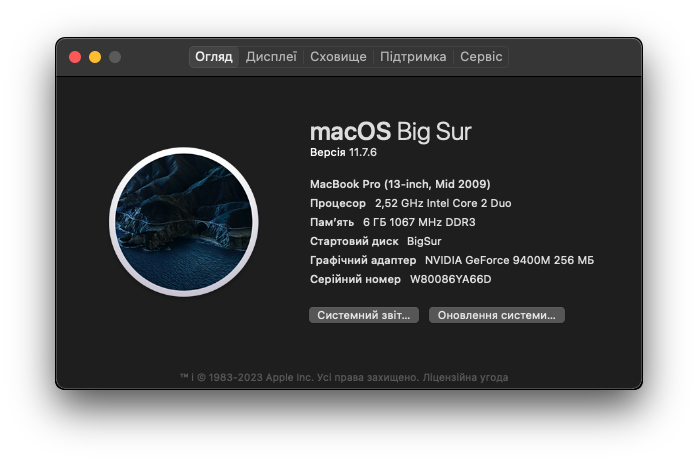 Огляд Дисплеї Сховище Підтримка Сервіс
macOS Big Sur
Версія 11.7.6
MacBook Pro (13-inch, Mid 2009)
Процесор 2,52 GHz Intel Core 2 Duo
Памʼять 6 ГБ 1067 MHz DDR3
Стартовий диск BigSur
Графічний адаптер NVIDIA GeForce 9400M 256 МБ
Серійний номер W80086YA66D
Системний звіт... Оновлення системи...
™ і © 1983-2023 Apple Inc. Усі права захищено. Ліцензійна угода